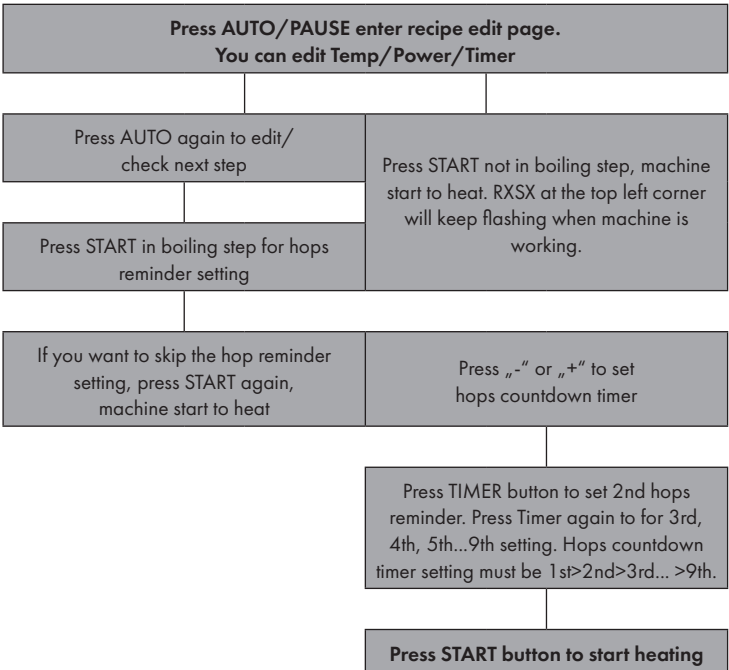 Press AUTO/PAUSE enter recipe edit page.
You can edit Temp/Power/Timer
Press AUTO again to edit/
check next step
Press START not in boiling step, machine
start to heat. RXSX at the top left corner
will keep flashing when machine is
working.
Press START in boiling step for hops
reminder setting
If you want to skip the hop reminder
setting, press START again,
machine start to heat
Press „-“ or „+“ to set
hops countdown timer
Press TIMER button to set 2nd hops
reminder. Press Timer again to for 3rd,
4th, 5th...9th setting. Hops countdown
timer setting must be 1st>2nd>3rd... >9th.
Press START button to start heating